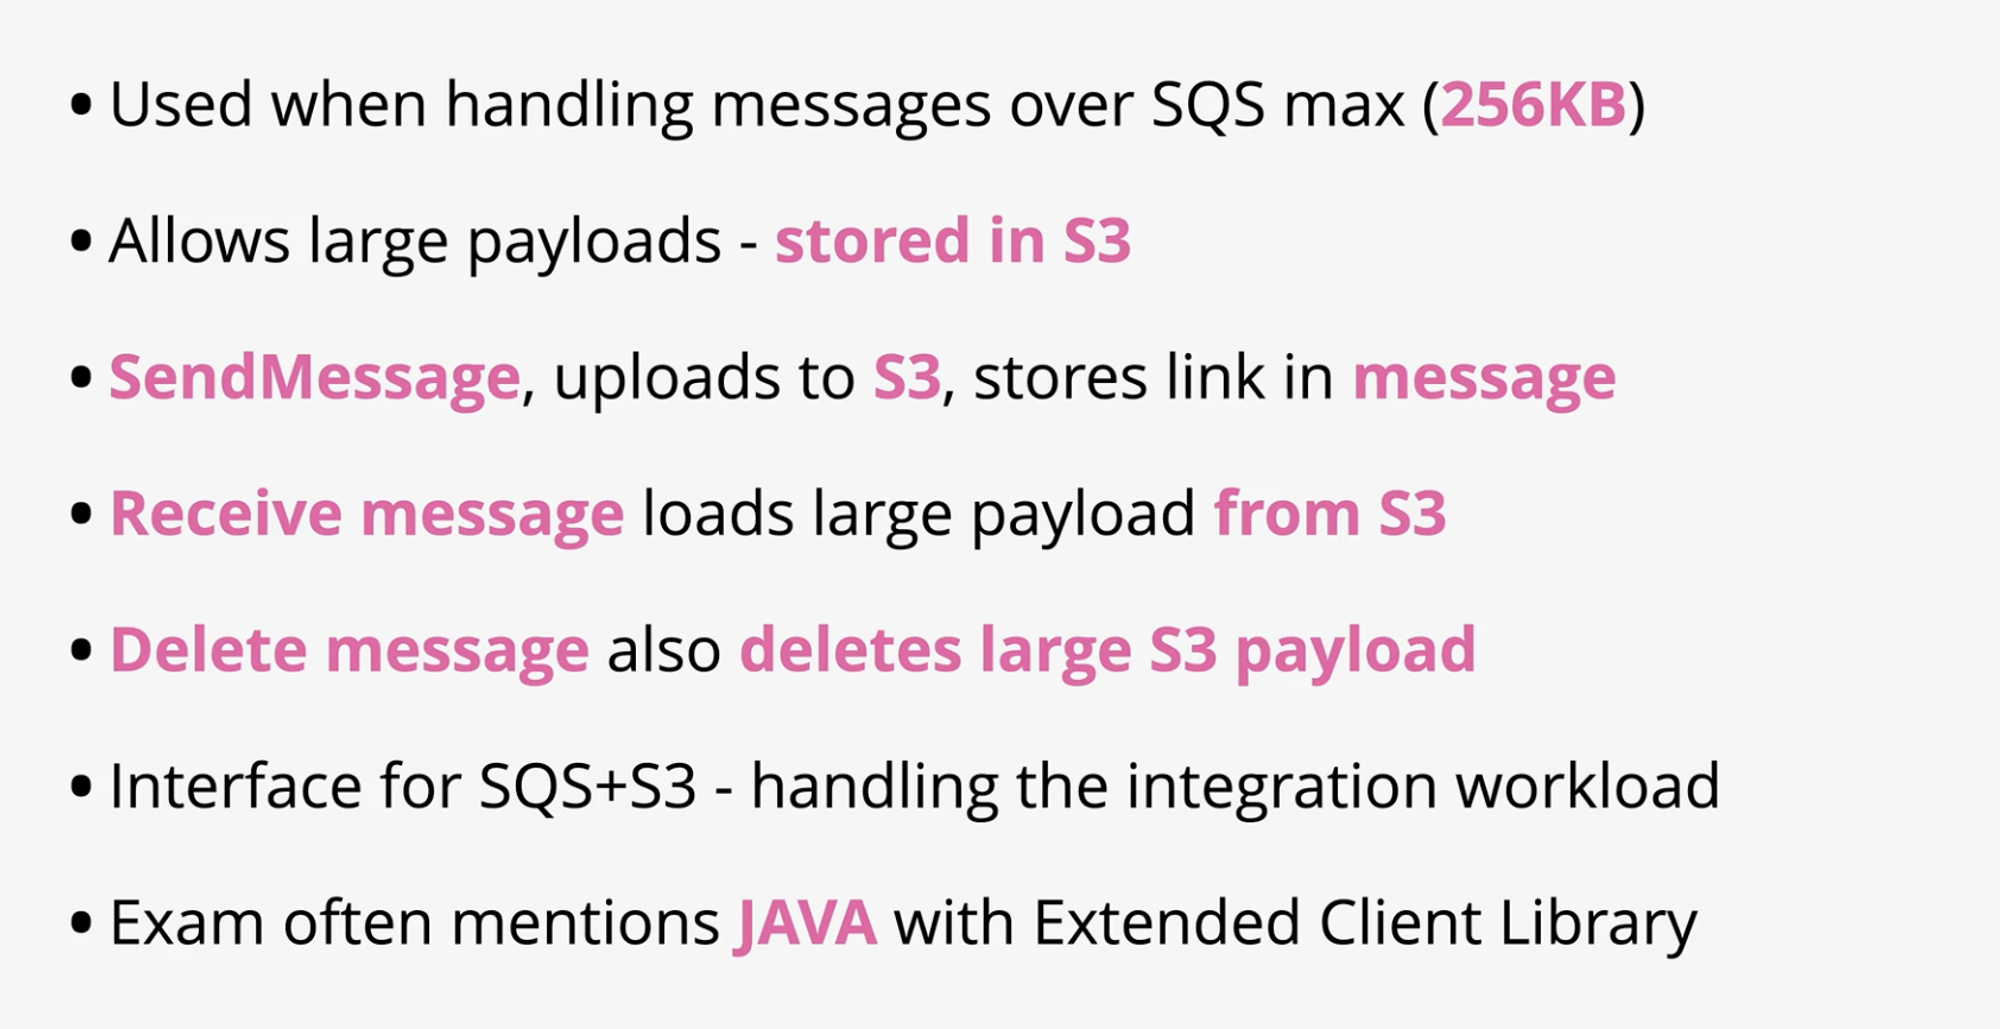 • Used when handling messages over SQS max (256KB)
• Allows large payloads - stored in S3
• SendMessage, uploads to S3, stores link in message
• Receive message loads large payload from S3
• Delete message also deletes large S3 payload
• Interface for SQS+S3 - handling the integration workload
• Exam often mentions JAVA with Extended Client Library